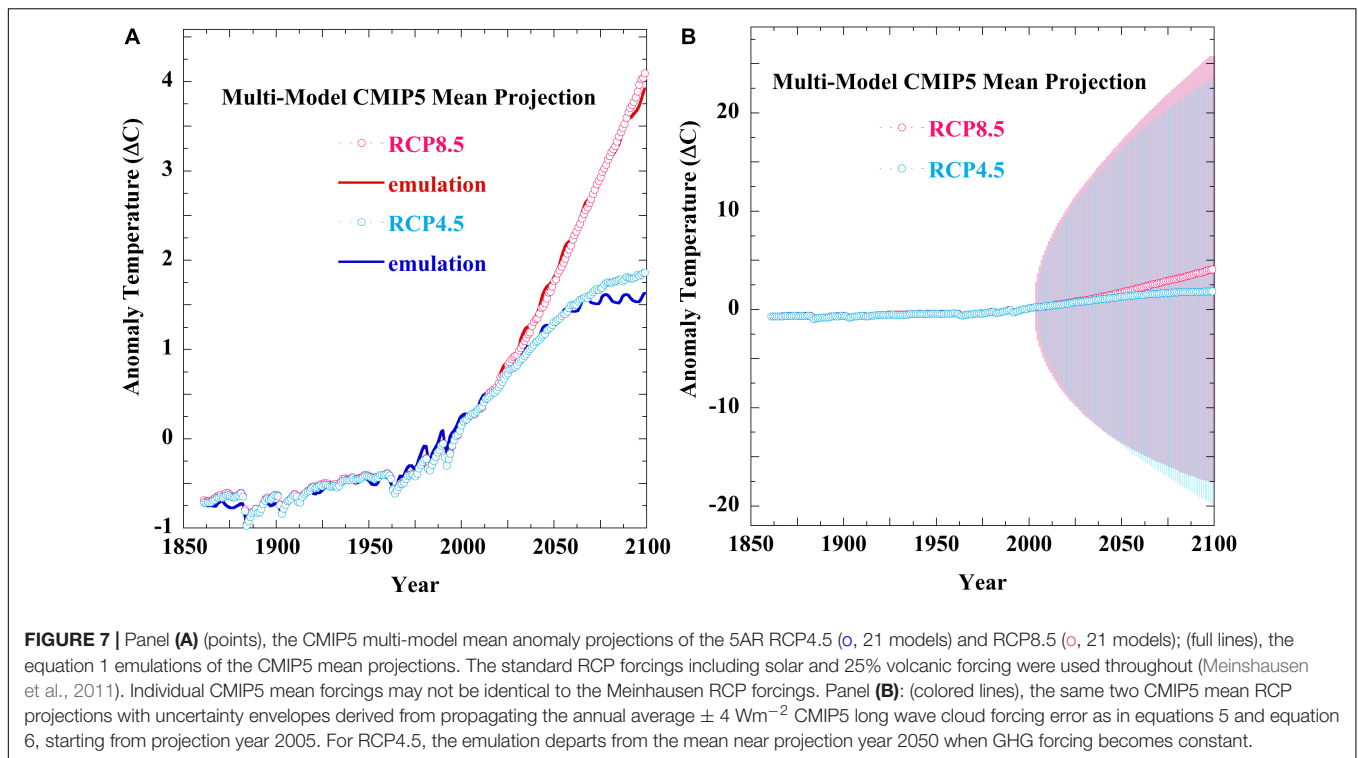 A
Multi-Model CMIP5 Mean Projection
RCP8.5
emulation
RCP4.5
emulation
Anomaly Temperature (ΔC)
4
3
2
1
0
-1
1850 1900 1950 2000 2050 2100
Year
B
Multi-Model CMIP5 Mean Projection
RCP8.5
RCP4.5
Anomaly Temperature (ΔC)
20
10
0
-10
-20
1850 1900 1950 2000 2050 2100
Year
FIGURE 7 | Panel (A) (points), the CMIP5 multi-model mean anomaly projections of the 5AR RCP4.5 (o, 21 models) and RCP8.5 (o, 21 models); (full lines), the
equation 1 emulations of the CMIP5 mean projections. The standard RCP forcings including solar and 25% volcanic forcing were used throughout (Meinshausen
et al., 2011). Individual CMIP5 mean forcings may not be identical to the Meinhausen RCP forcings. Panel (B): (colored lines), the same two CMIP5 mean RCP
projections with uncertainty envelopes derived from propagating the annual average ± 4 Wm−2 CMIP5 long wave cloud forcing error as in equations 5 and equation
6, starting from projection year 2005. For RCP4.5, the emulation departs from the mean near projection year 2050 when GHG forcing becomes constant.